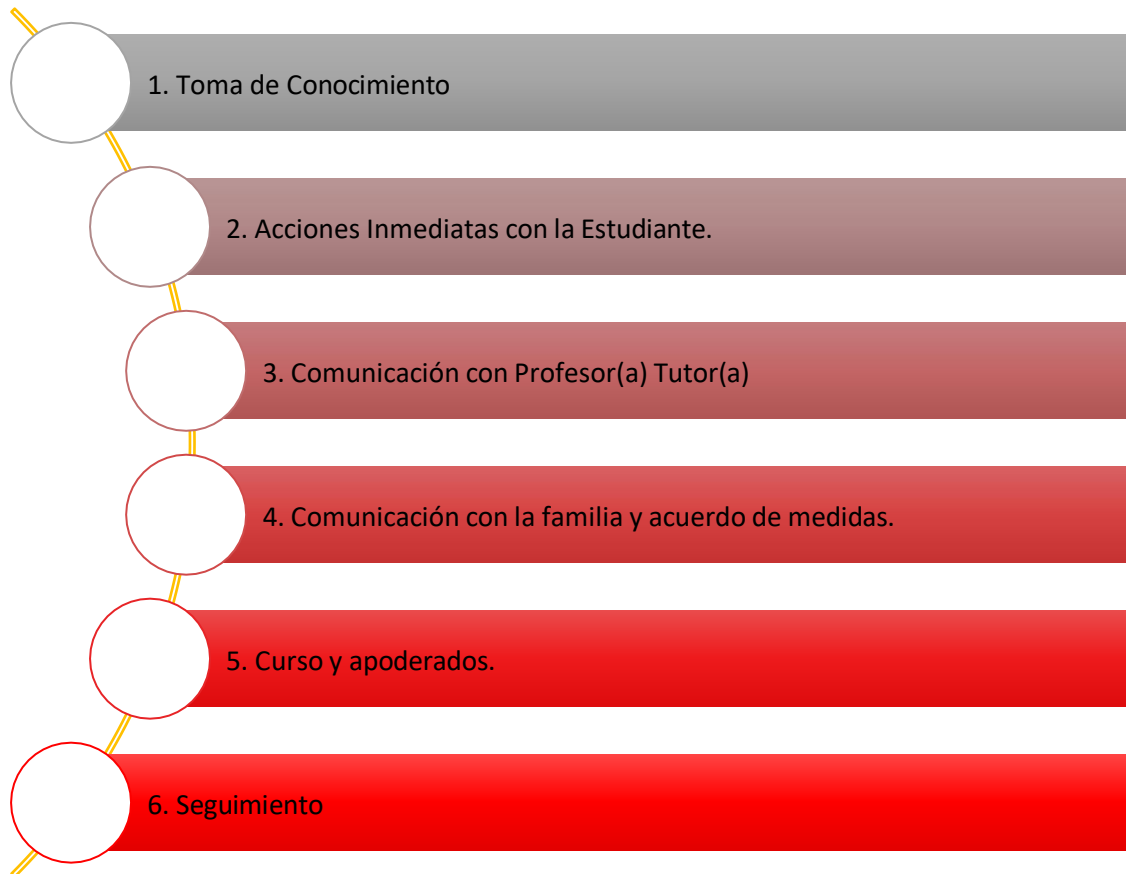 1. Toma de Conocimiento
2. Acciones Inmediatas con la Estudiante.
3. Comunicación con Profesor(a) Tutor(a)
4. Comunicación con la familia y acuerdo de medidas.
5. Curso y apoderados.
6. Seguimiento